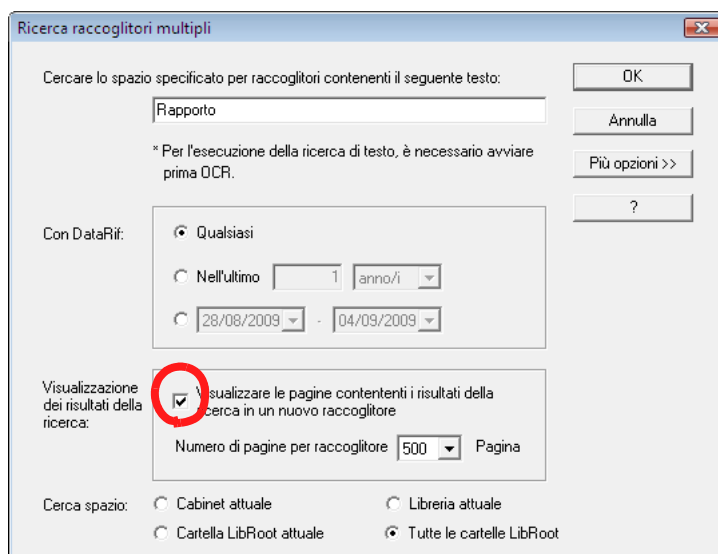 Ricerca raccoglitori multipli
Cercare lo spazio specificato per raccoglitori contenenti il seguente testo:
OK
Rapporto
Annulla
* Per l'esecuzione della ricerca di testo, è necessario avviare
prima OCR.
Più opzioni >>
?
Con DataRif:
Qualsiasi
Nell'ultimo 1 anno/i
28/08/2009 - 04/09/2009
Visualizzazione
dei risultati della
ricerca:
Visualizzare le pagine contententi i risultati della
ricerca in un nuovo raccoglitore
Numero di pagine per raccoglitore 500 Pagina
Cerca spazio:
Cabinet attuale
Libreria attuale
Cartella LibRoot attuale
Tutte le cartelle LibRoot